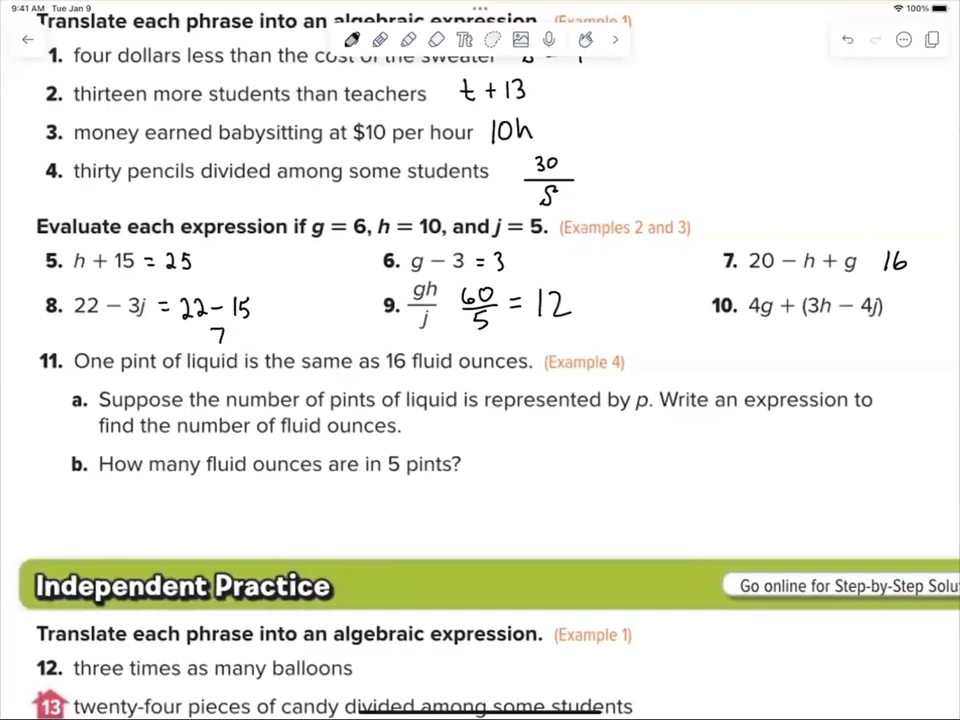 9:41 AM Tue Jan 9
100%
Translate each phrase into an algebraic expression. (Example 1)
1. four dollars less than the cost of the sweater
2. thirteen more students than teachers t + 13
3. money earned babysitting at $10 per hour 10h
4. thirty pencils divided among some students 30/s
Evaluate each expression if g = 6, h = 10, and j = 5. (Examples 2 and 3)
5. h + 15 = 25 6. g − 3 = 3 7. 20 − h + g 16
8. 22 − 3j = 22 − 15 9. gh/j 60/5 = 12 10. 4g + (3h − 4j)
7
11. One pint of liquid is the same as 16 fluid ounces. (Example 4)
a. Suppose the number of pints of liquid is represented by p. Write an expression to
find the number of fluid ounces.
b. How many fluid ounces are in 5 pints?
Independent Practice
Go online for Step-by-Step Solu
Translate each phrase into an algebraic expression. (Example 1)
12. three times as many balloons
13 twenty-four pieces of candy divided among some students